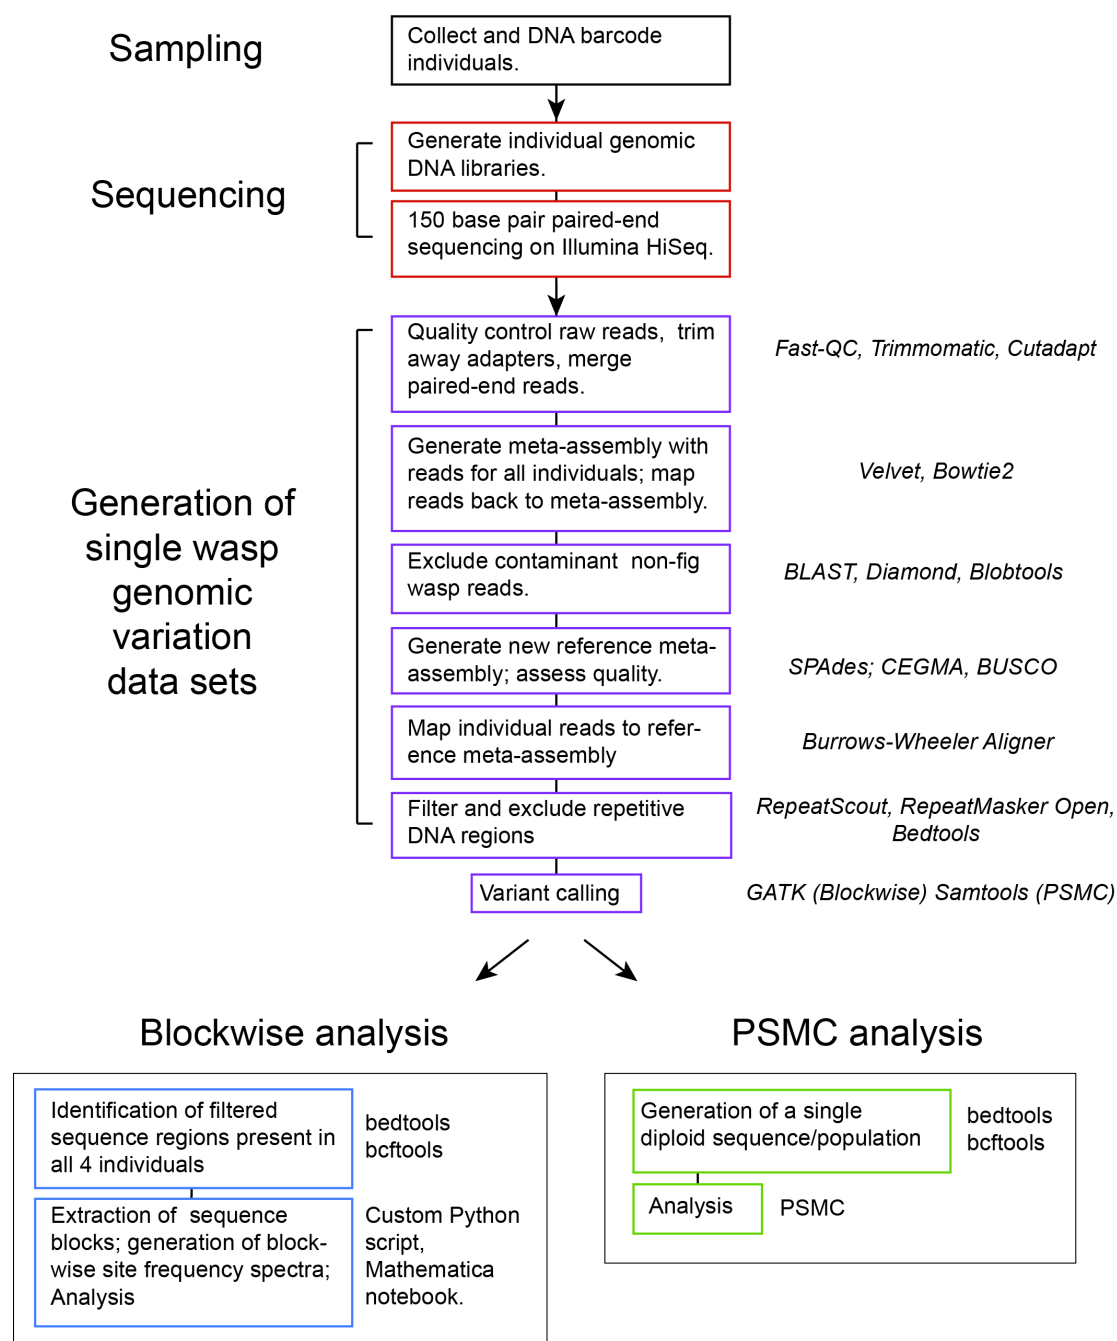 Sampling
Collect and DNA barcode
individuals.
Sequencing
Generate individual genomic
DNA libraries.
150 base pair paired-end
sequencing on Illumina HiSeq.
Generation of
single wasp
genomic
variation
data sets
Quality control raw reads,  trim
away adapters, merge
paired-end reads.
Fast-QC, Trimmomatic, Cutadapt
Generate meta-assembly with
reads for all individuals; map
reads back to meta-assembly.
Velvet, Bowtie2
Exclude contaminant  non-fig
wasp reads.
BLAST, Diamond, Blobtools
Generate new reference meta-
assembly; assess quality.
SPAdes; CEGMA, BUSCO
Map individual reads to refer-
ence meta-assembly
Burrows-Wheeler Aligner
Filter and exclude repetitive
DNA regions
RepeatScout, RepeatMasker Open,
Bedtools
Variant calling
GATK (Blockwise) Samtools (PSMC)
Blockwise analysis
Identification of filtered
sequence regions present in
all 4 individuals
bedtools
bcftools
Extraction of  sequence
blocks; generation of block-
wise site frequency spectra;
Analysis
Custom Python
script,
Mathematica
notebook.
PSMC analysis
Generation of a single
diploid sequence/population
bedtools
bcftools
Analysis
PSMC